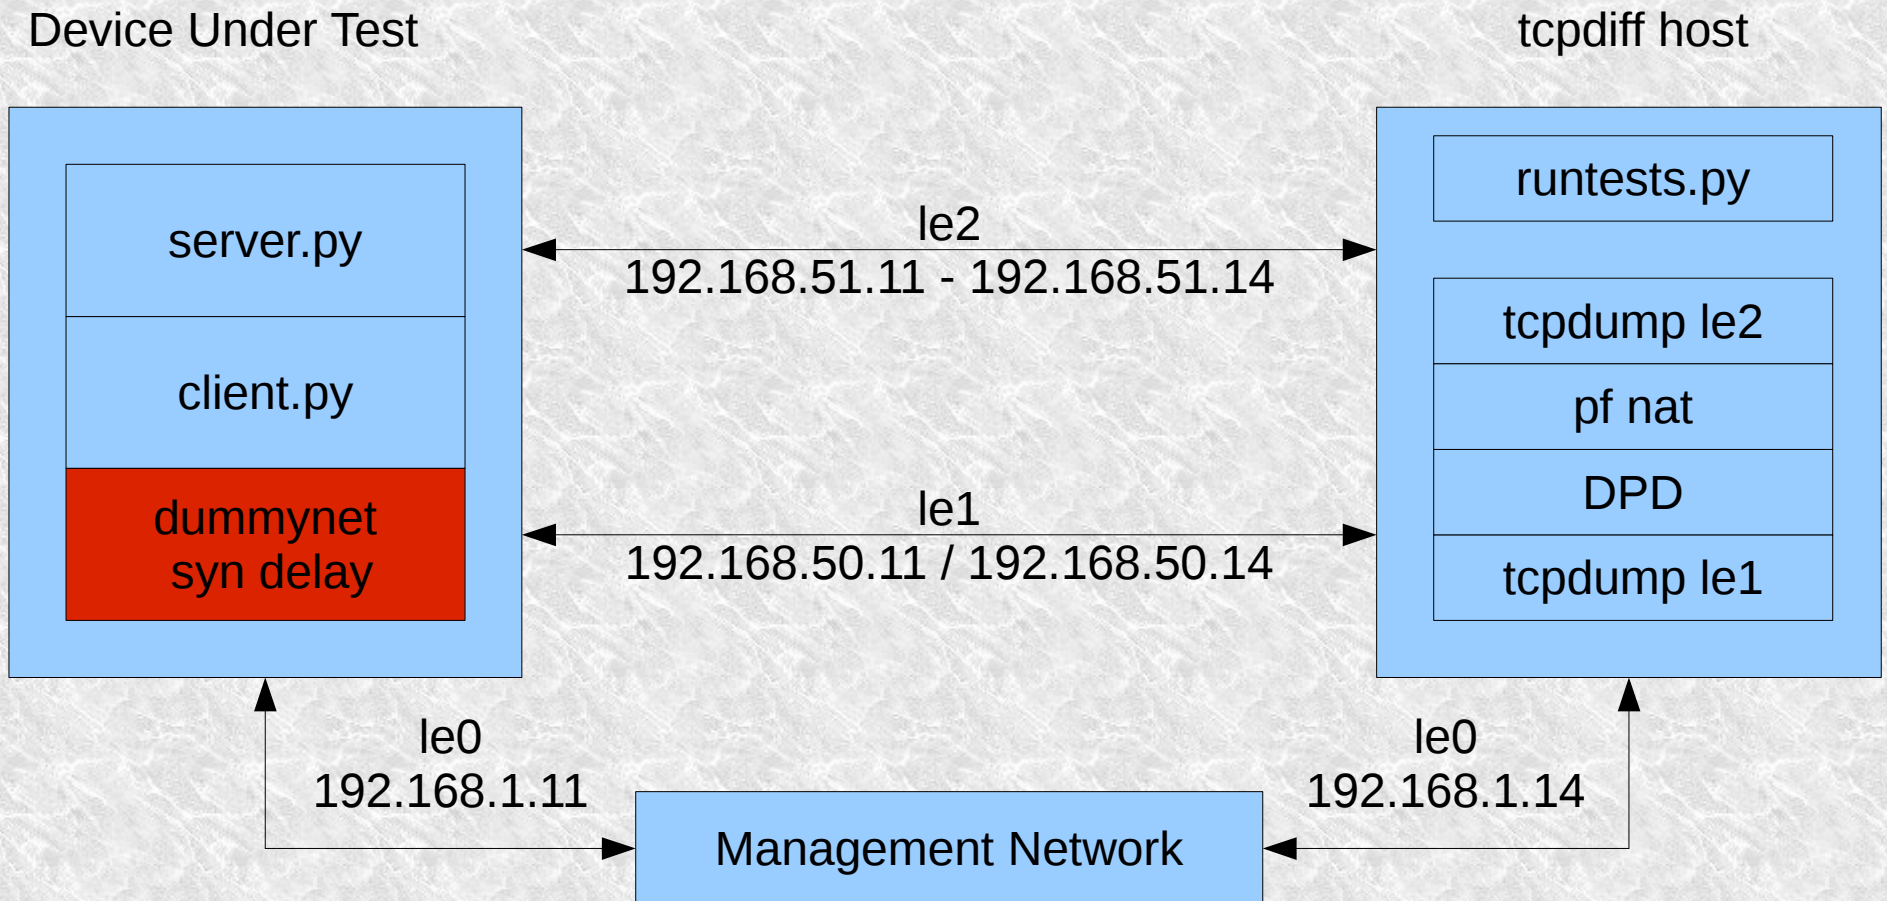 Device Under Test
tcpdiff host
server.py
client.py
dummynet
syn delay
le2
192.168.51.11 - 192.168.51.14
le1
192.168.50.11 / 192.168.50.14
runtests.py
tcpdump le2
pf nat
DPD
tcpdump le1
le0
192.168.1.11
le0
192.168.1.14
Management Network